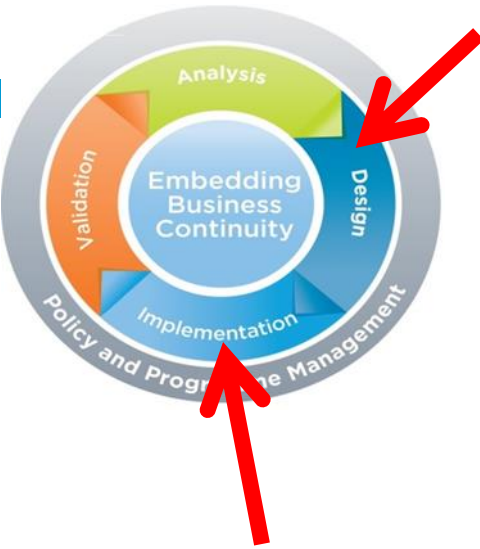 Analysis
Design
Implementation
Validation
Embedding
Business
Continuity
Policy and Management